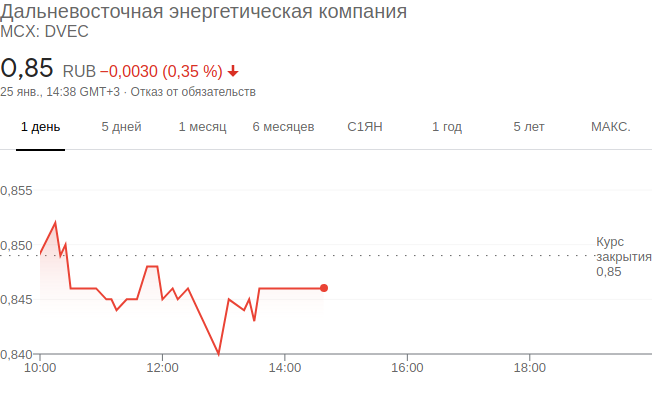 Дальневосточная энергетическая компания
MCX: DVEC
0,85 RUB −0,0030 (0,35 %)
25 янв., 14:38 GMT+3 · Отказ от обязательств
1 день 5 дней 1 месяц 6 месяцев С1ЯН 1 год 5 лет МАКС.
0,855
0,850
Курс
закрытия
0,85
0,845
0,840
10:00 12:00 14:00 16:00 18:00